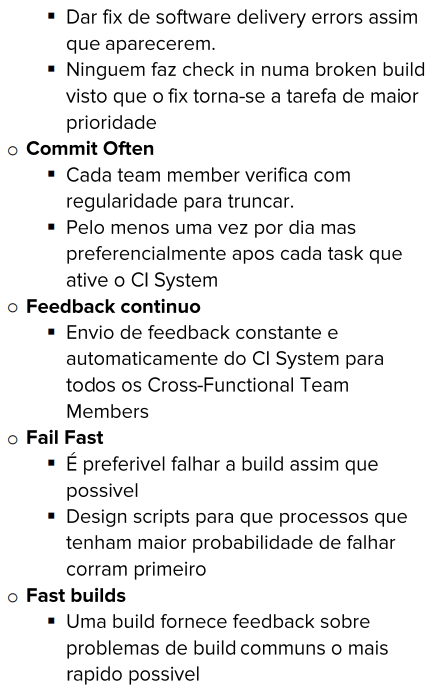 ▪ Dar fix de software delivery errors assim
que aparecerem.
▪ Ninguem faz check in numa broken build
visto que o fix torna-se a tarefa de maior
prioridade
o Commit Often
▪ Cada team member verifica com
regularidade para truncar.
▪ Pelo menos uma vez por dia mas
preferencialmente apos cada task que
ative o CI System
o Feedback continuo
▪ Envio de feedback constante e
automaticamente do CI System para
todos os Cross-Functional Team
Members
o Fail Fast
▪ É preferivel falhar a build assim que
possivel
▪ Design scripts para que processos que
tenham maior probabilidade de falhar
corram primeiro
o Fast builds
▪ Uma build fornece feedback sobre
problemas de build communs o mais
rapido possivel